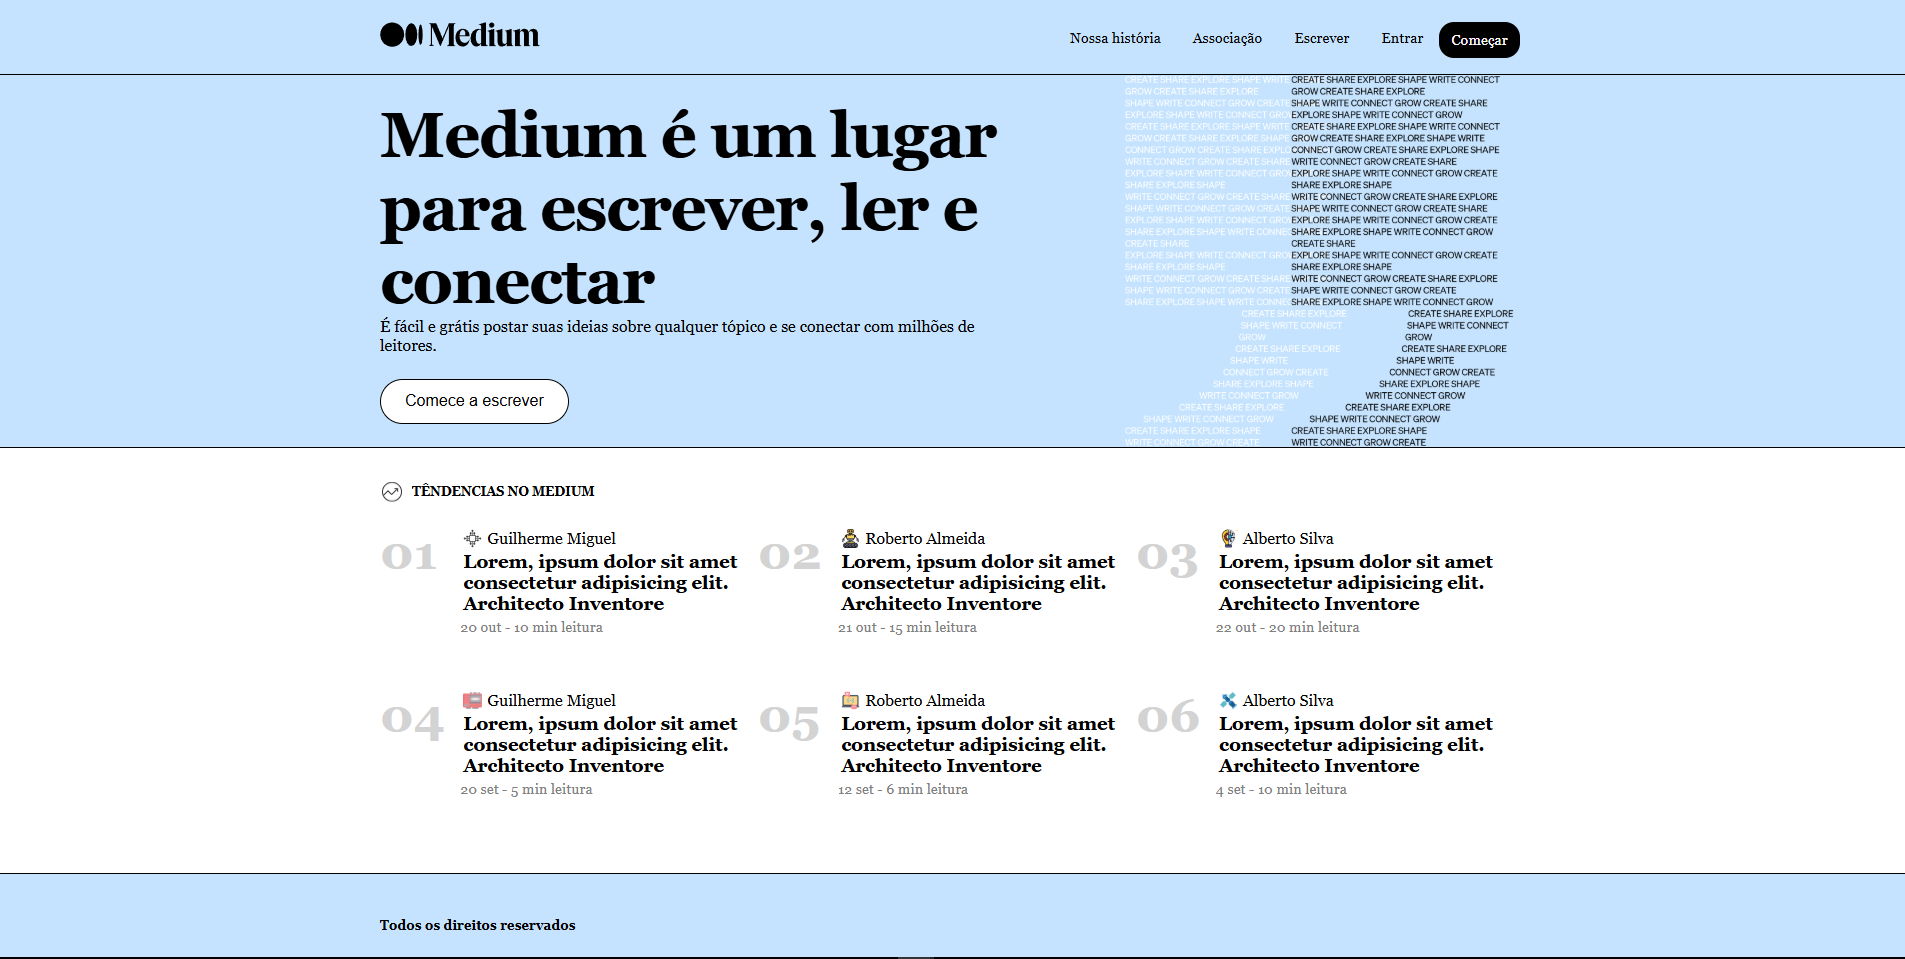 Medium
Nossa história Associação Escrever Entrar Começar
Medium é um lugar
para escrever, ler e
conectar
É fácil e grátis postar suas ideias sobre qualquer tópico e se conectar com milhões de
leitores.
Comece a escrever
CREATE SHARE EXPLORE SHAPE WRITE CONNECT
GROW CREATE SHARE EXPLORE
SHAPE WRITE CONNECT GROW CREATE SHARE
EXPLORE SHAPE WRITE CONNECT GROW
CREATE SHARE EXPLORE SHAPE WRITE CONNECT
GROW CREATE SHARE EXPLORE SHAPE WRITE
CONNECT GROW CREATE SHARE EXPLORE SHAPE
WRITE CONNECT GROW CREATE SHARE
EXPLORE SHAPE WRITE CONNECT GROW CREATE
SHARE EXPLORE SHAPE
WRITE CONNECT GROW CREATE SHARE EXPLORE
SHAPE WRITE CONNECT GROW CREATE SHARE
EXPLORE SHAPE WRITE CONNECT GROW CREATE
SHARE EXPLORE SHAPE WRITE CONNECT GROW
CREATE SHARE
EXPLORE SHAPE WRITE CONNECT GROW CREATE
SHARE EXPLORE SHAPE
WRITE CONNECT GROW CREATE SHARE EXPLORE
SHAPE WRITE CONNECT GROW CREATE
SHARE EXPLORE SHAPE WRITE CONNECT GROW
CREATE SHARE EXPLORE
SHAPE WRITE CONNECT
GROW
CREATE SHARE EXPLORE
SHAPE WRITE
CONNECT GROW CREATE
SHARE EXPLORE SHAPE
WRITE CONNECT GROW
CREATE SHARE EXPLORE
SHAPE WRITE CONNECT GROW
CREATE SHARE EXPLORE SHAPE
WRITE CONNECT GROW CREATE
TÊNDENCIAS NO MEDIUM
01
Guilherme Miguel
Lorem, ipsum dolor sit amet
consectetur adipisicing elit.
Architecto Inventore
20 out - 10 min leitura
02
Roberto Almeida
Lorem, ipsum dolor sit amet
consectetur adipisicing elit.
Architecto Inventore
21 out - 15 min leitura
03
Alberto Silva
Lorem, ipsum dolor sit amet
consectetur adipisicing elit.
Architecto Inventore
22 out - 20 min leitura
04
Guilherme Miguel
Lorem, ipsum dolor sit amet
consectetur adipisicing elit.
Architecto Inventore
20 set - 5 min leitura
05
Roberto Almeida
Lorem, ipsum dolor sit amet
consectetur adipisicing elit.
Architecto Inventore
12 set - 6 min leitura
06
Alberto Silva
Lorem, ipsum dolor sit amet
consectetur adipisicing elit.
Architecto Inventore
4 set - 10 min leitura
Todos os direitos reservados